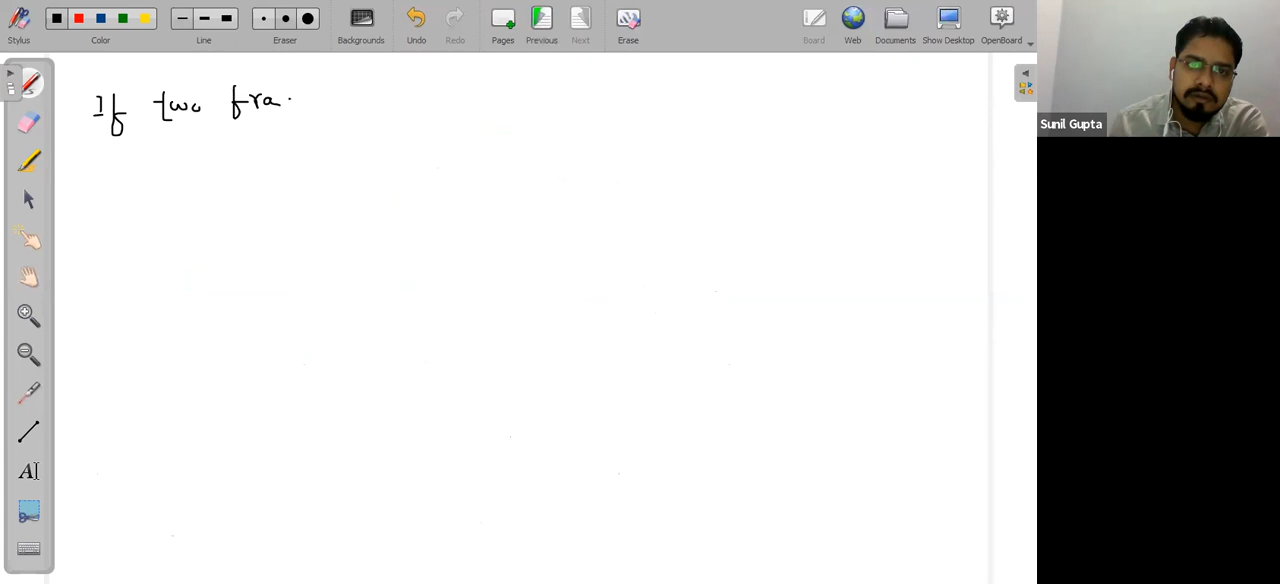 Stylus
Color
Line
Eraser
Backgrounds
Undo
Redo
Pages
Previous
Next
Erase
Board
Web
Documents
Show Desktop
OpenBoard
If two fra
Sunil Gupta